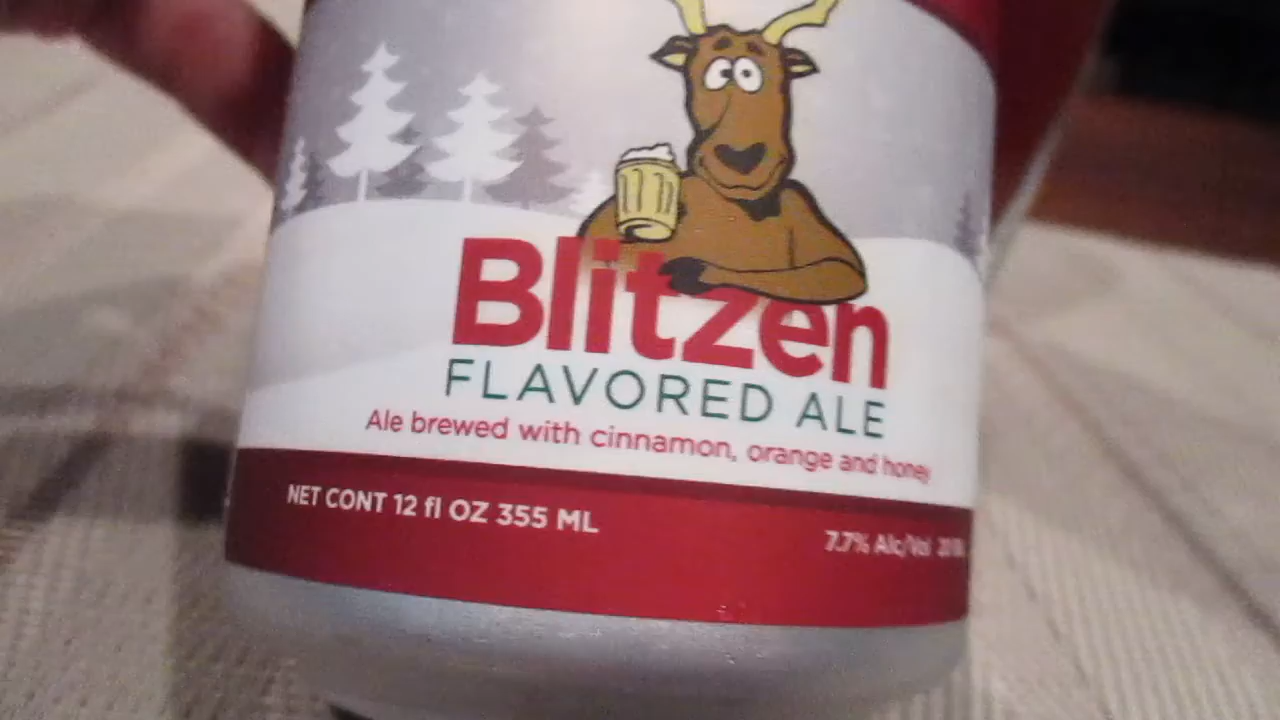 Blitzen
FLAVORED ALE
Ale brewed with cinnamon, orange and honey
NET CONT 12 fl OZ 355 ML
7.7% Alc/Vol 20